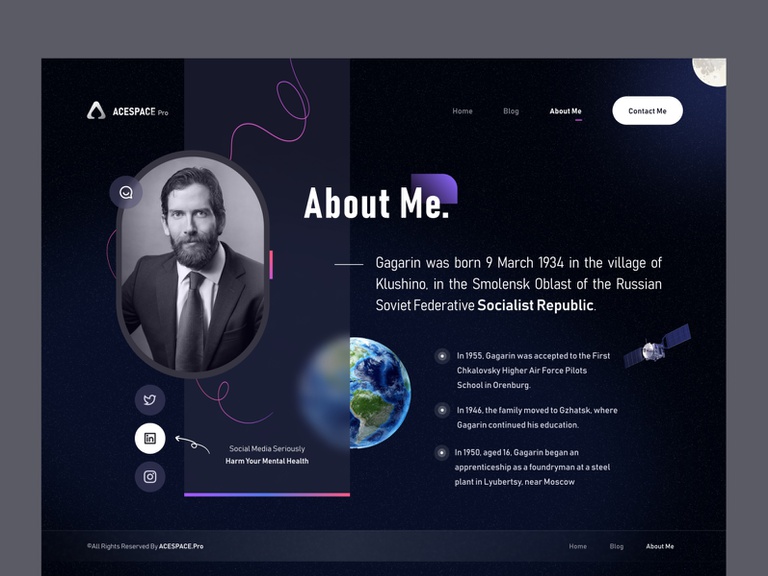 ACESPACE Pro
Home Blog About Me Contact Me
About Me.
Gagarin was born 9 March 1934 in the village of
Klushino, in the Smolensk Oblast of the Russian
Soviet Federative Socialist Republic.
In 1955, Gagarin was accepted to the First
Chkalovsky Higher Air Force Pilots
School in Orenburg.
In 1946, the family moved to Gzhatsk, where
Gagarin continued his education.
In 1950, aged 16, Gagarin began an
apprenticeship as a foundryman at a steel
plant in Lyubertsy, near Moscow
Social Media Seriously
Harm Your Mental Health
©All Rights Reserved By ACESPACE.Pro
Home Blog About Me